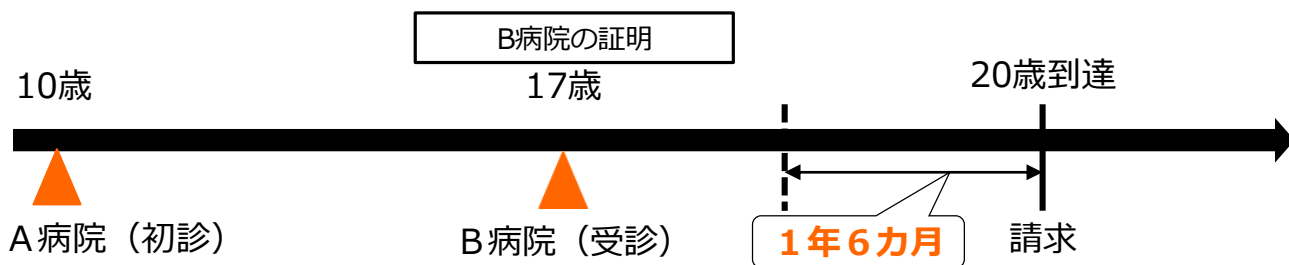 B病院の証明
10歳
17歳
20歳到達
A病院（初診）
B病院（受診）
１年６カ月
請求